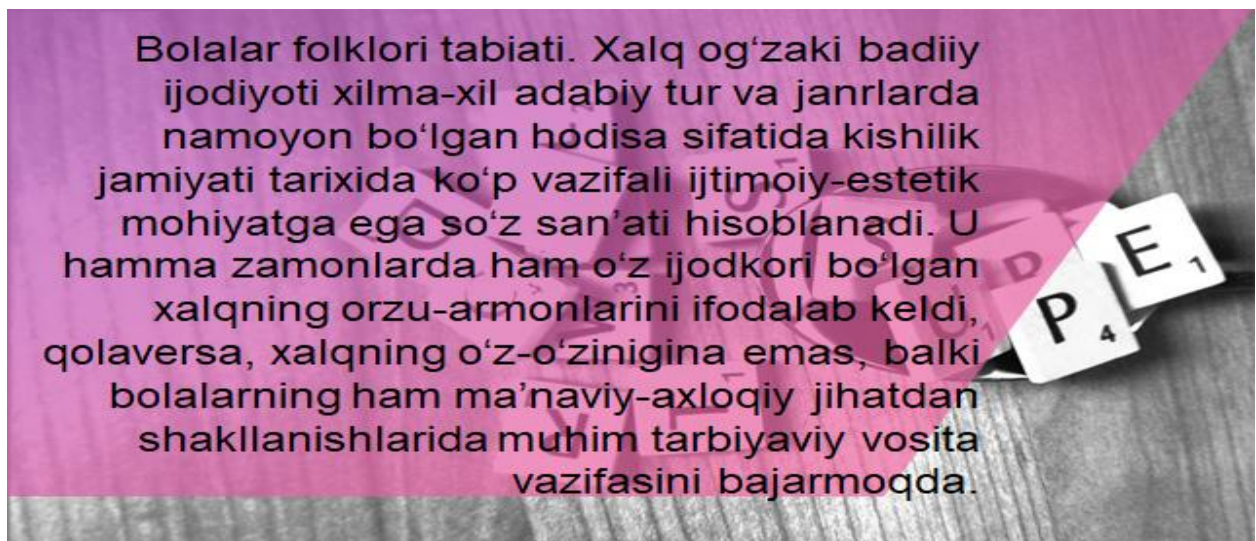 Bolalar folklori tabiati. Xalq og‘zaki badiiy
ijodiyoti xilma-xil adabiy tur va janrlarda
namoyon bo‘lgan hodisa sifatida kishilik
jamiyati tarixida ko‘p vazifali ijtimoiy-estetik
mohiyatga ega so‘z san’ati hisoblanadi. U
hamma zamonlarda ham o‘z ijodkori bo‘lgan
xalqning orzu-armonlarini ifodalab keldi,
qolaversa, xalqning o‘z-o‘zinigina emas, balki
bolalarning ham ma’naviy-axloqiy jihatdan
shakllanishlarida muhim tarbiyaviy vosita
vazifasini bajarmoqda.
E 1
P 4